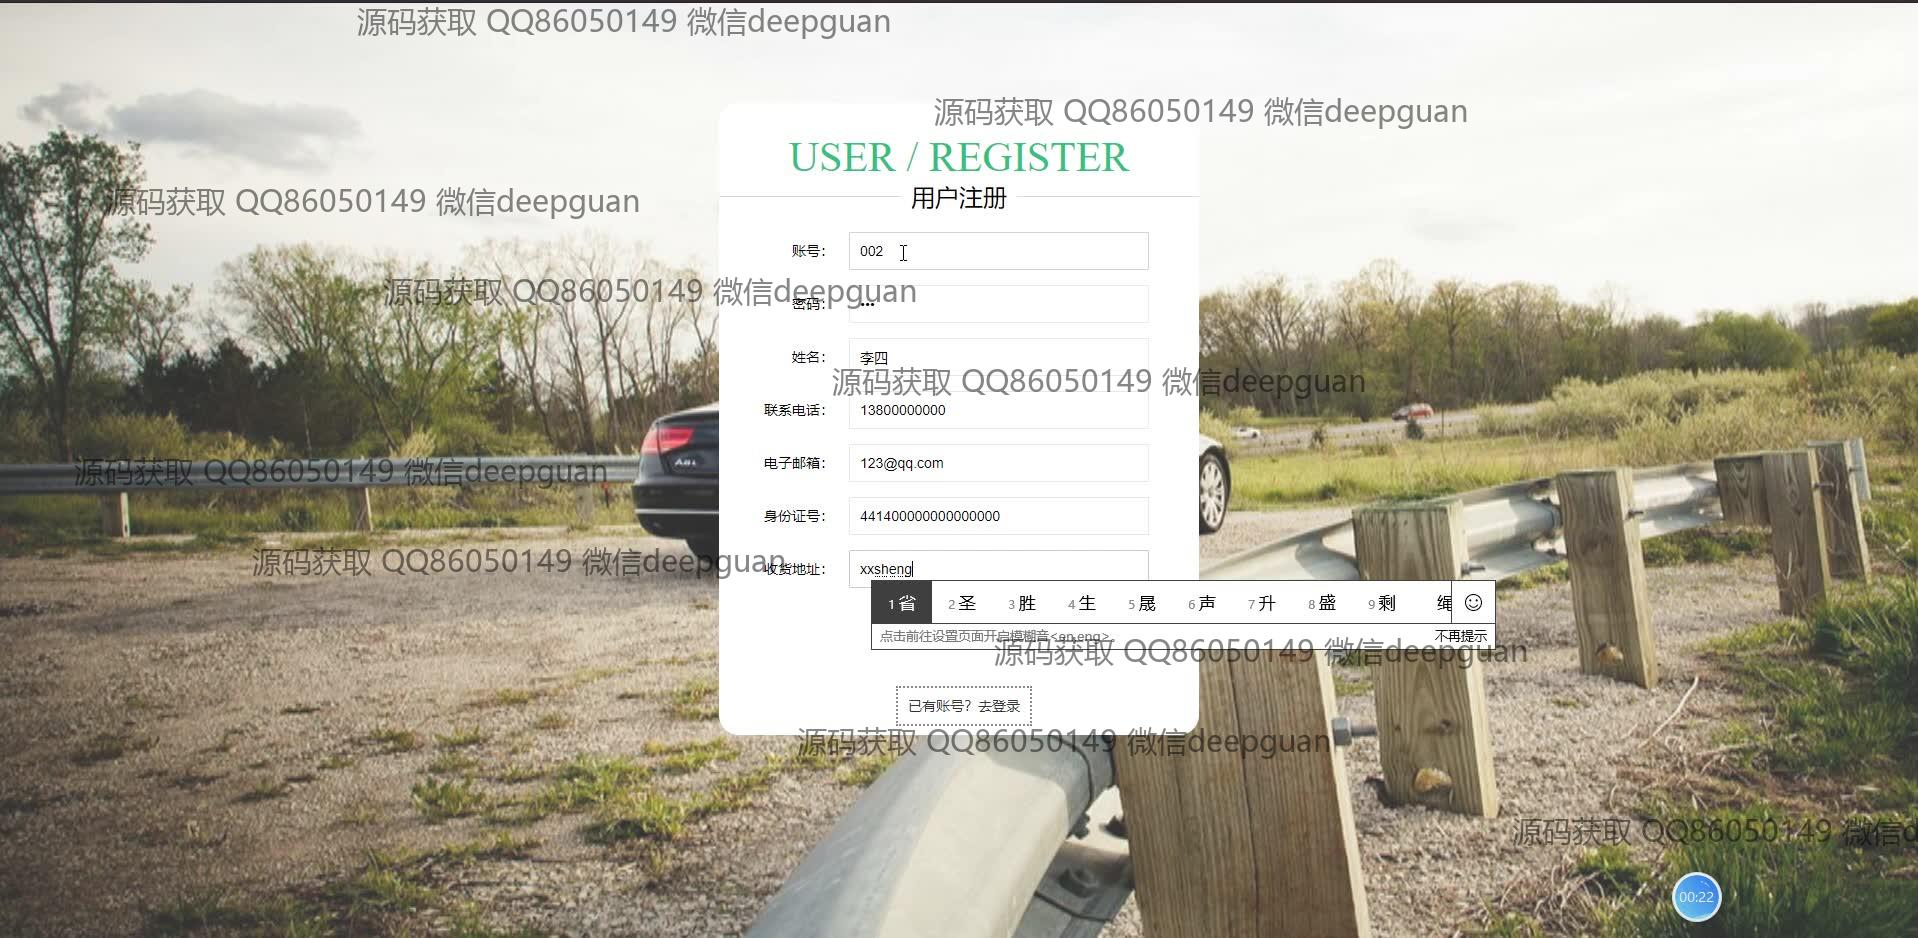 源码获取 QQ86050149 微信deepguan
源码获取 QQ86050149 微信deepguan
USER / REGISTER
源码获取 QQ86050149 微信deepguan
用户注册
账号： 002
源码获取 QQ86050149 微信deepguan
密码： •••
姓名： 李四
源码获取 QQ86050149 微信deepguan
联系电话： 13800000000
电子邮箱： 123@qq.com
源码获取 QQ86050149 微信deepguan
身份证号： 441400000000000000
源码获取 QQ86050149 微信deepguan
收货地址： xxsheng
1 省 2 圣 3 胜 4 生 5 晟 6 声 7 升 8 盛 9 剩 绳
点击前往设置页面开启模糊音<en,eng>。 不再提示
源码获取 QQ86050149 微信deepguan
已有账号？去登录
源码获取 QQ86050149 微信deepguan
源码获取 QQ86050149 微信d
00:22